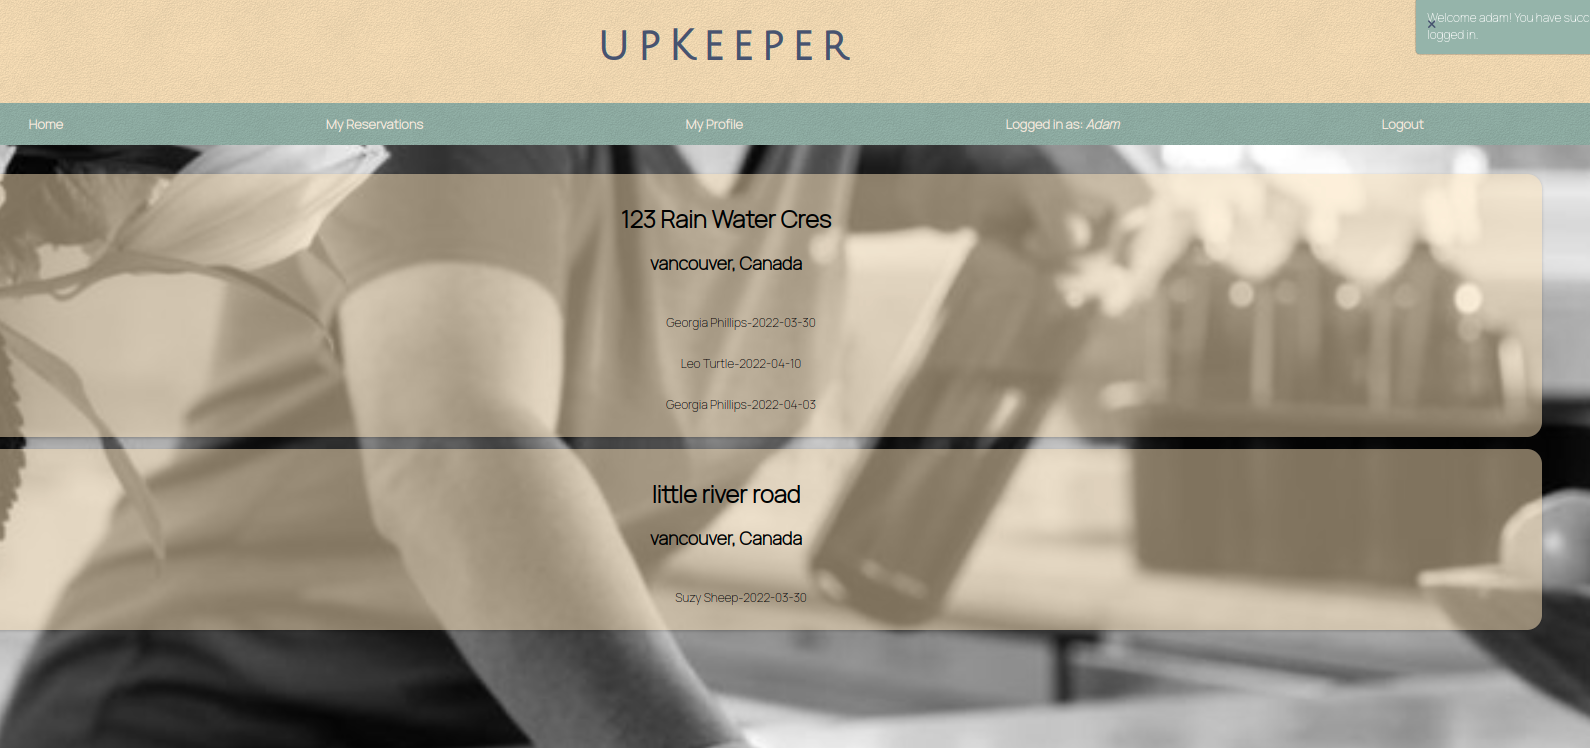 UPKEEPER
Welcome adam! You have succ
logged in.
×
Home
My Reservations
My Profile
Logged in as: Adam
Logout
123 Rain Water Cres
vancouver, Canada
Georgia Phillips-2022-03-30
Leo Turtle-2022-04-10
Georgia Phillips-2022-04-03
little river road
vancouver, Canada
Suzy Sheep-2022-03-30